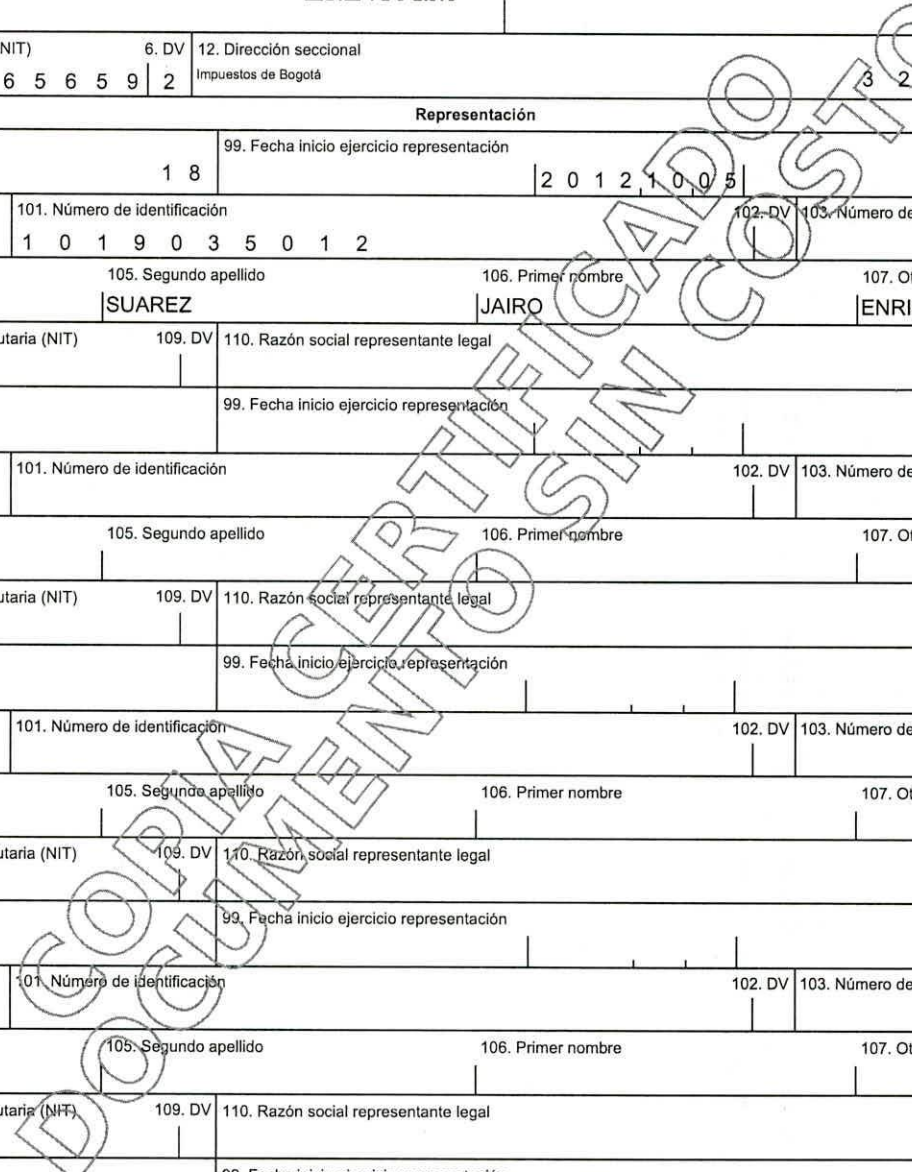 NIT) 6. DV 12. Dirección seccional
6 5 6 5 9 2 Impuestos de Bogotá 3 2
Representación
99. Fecha inicio ejercicio representación
1 8 2 0 1 2 1 0 0 5
101. Número de identificación 102. DV 103. Número de
1 0 1 9 0 3 5 0 1 2
105. Segundo apellido 106. Primer nombre 107. Ot
SUAREZ JAIRO ENRI
utaria (NIT) 109. DV 110. Razón social representante legal
99. Fecha inicio ejercicio representación
101. Número de identificación 102. DV 103. Número de
105. Segundo apellido 106. Primer nombre 107. Ot
utaria (NIT) 109. DV 110. Razón social representante legal
99. Fecha inicio ejercicio representación
101. Número de identificación 102. DV 103. Número de
105. Segundo apellido 106. Primer nombre 107. Ot
utaria (NIT) 109. DV 110. Razón social representante legal
99. Fecha inicio ejercicio representación
101. Número de identificación 102. DV 103. Número de
105. Segundo apellido 106. Primer nombre 107. Ot
utaria (NIT) 109. DV 110. Razón social representante legal
COPIA CERTIFICADO
DOCUMENTO SIN COSTO